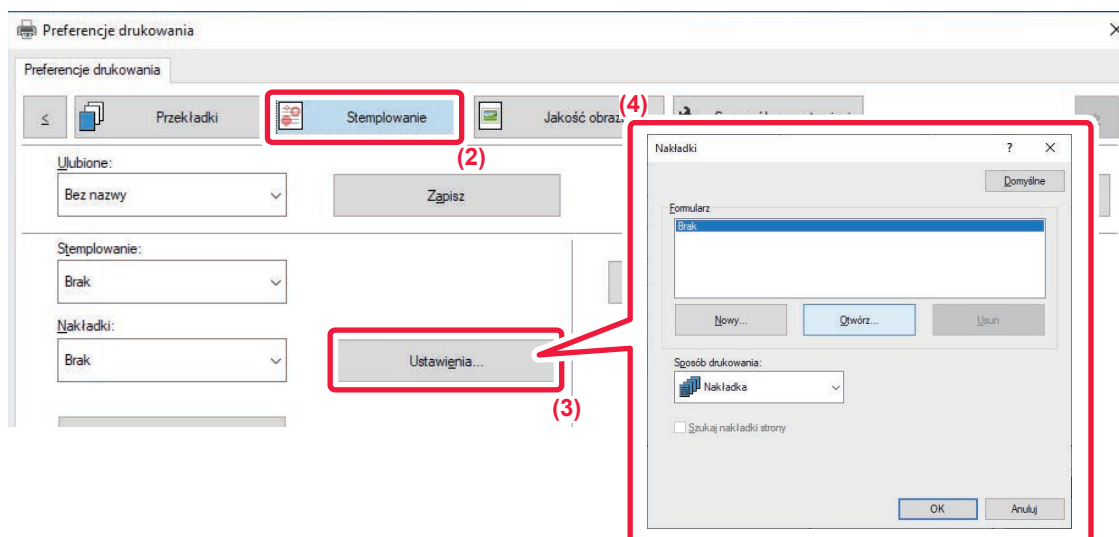 Preferencje drukowania
Preferencje drukowania
< Przekładki Stemplowanie Jakość obraz
(4)
(2)
Ulubione:
Bez nazwy Zapisz
Stemplowanie:
Brak
Nakładki:
Brak Ustawienia...
(3)
Nakładki ? X
Domyślne
Formularz
Brak
Nowy... Otwórz... Usun
Sposób drukowania:
Nakładka
Szukaj nakładki strony
OK Anuluj